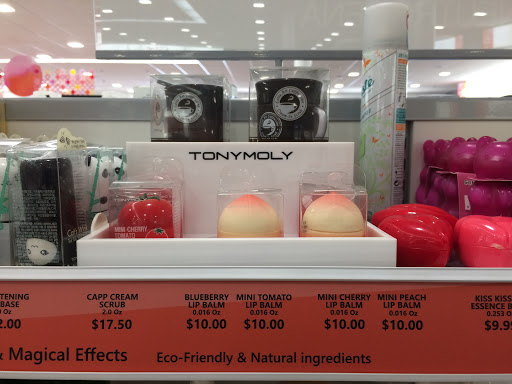 TONYMOLY
MINI CHERRY
TOMATO
TENING
BASE
2.00
CAPP CREAM
SCRUB
2.0 Oz
$17.50
BLUEBERRY
LIP BALM
0.016 Oz
$10.00
MINI TOMATO
LIP BALM
0.016 Oz
$10.00
MINI CHERRY
LIP BALM
0.016 Oz
$10.00
MINI PEACH
LIP BALM
0.016 Oz
$10.00
KISS KISS
ESSENCE B
0.253 O
$9.9
& Magical Effects
Eco-Friendly & Natural ingredients